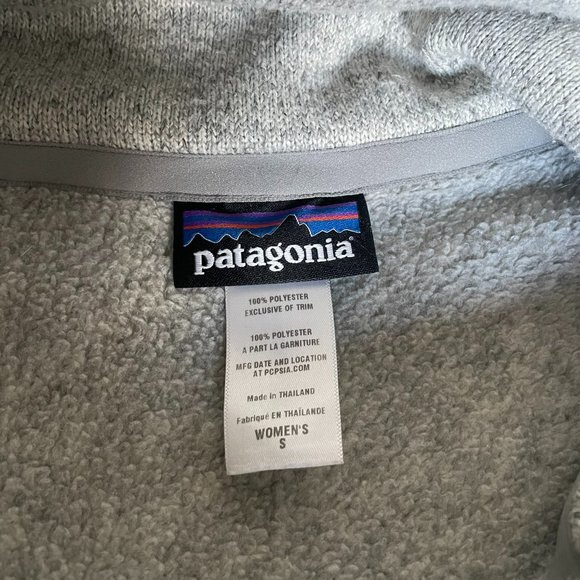 patagonia®
100% POLYESTER
EXCLUSIVE OF TRIM
100% POLYESTER
A PART LA GARNITURE
MFG DATE AND LOCATION
AT PCPSIA.COM
Made in THAILAND
Fabriqué EN THAÏLANDE
WOMEN'S
S